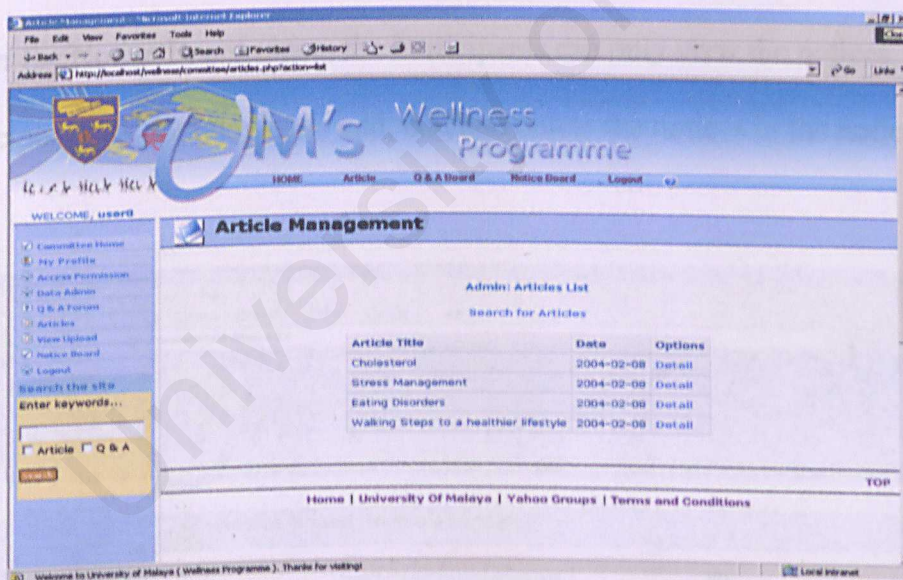 Article Management - Microsoft Internet Explorer
File Edit View Favorites Tools Help
Close
Back Search Favorites History
Address http://localhost/wellness/committee/articles.php?action=list Go Links
UM's Wellness Programme
HOME Article Q & A Board Notice Board Logout
WELCOME, user0
Article Management
Committee Home
My Profile
Access Permission
Data Admin
Q & A Forum
Articles
View Upload
Notice Board
Logout
Search the site
Enter keywords...
Article Q & A
Search
Admin: Articles List
Search for Articles
Article Title Date Options
Cholesterol 2004-02-08 Detail
Stress Management 2004-02-08 Detail
Eating Disorders 2004-02-08 Detail
Walking Steps to a healthier lifestyle 2004-02-08 Detail
TOP
Home | University Of Malaya | Yahoo Groups | Terms and Conditions
Welcome to University of Malaya ( Wellness Programme ). Thanks for visiting!
Local intranet
University of